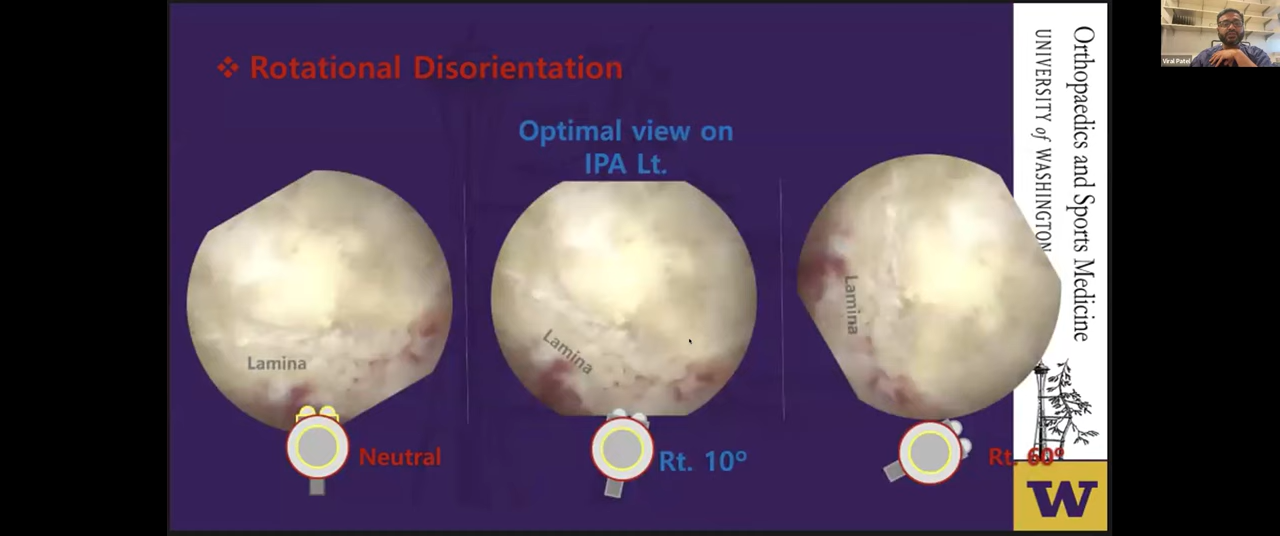 ❖ Rotational Disorientation
Optimal view on
IPA Lt.
Lamina
Lamina
Lamina
Neutral
Rt. 10°
Rt. 60°
Orthopaedics and Sports Medicine
UNIVERSITY of WASHINGTON
W
Viral Patel